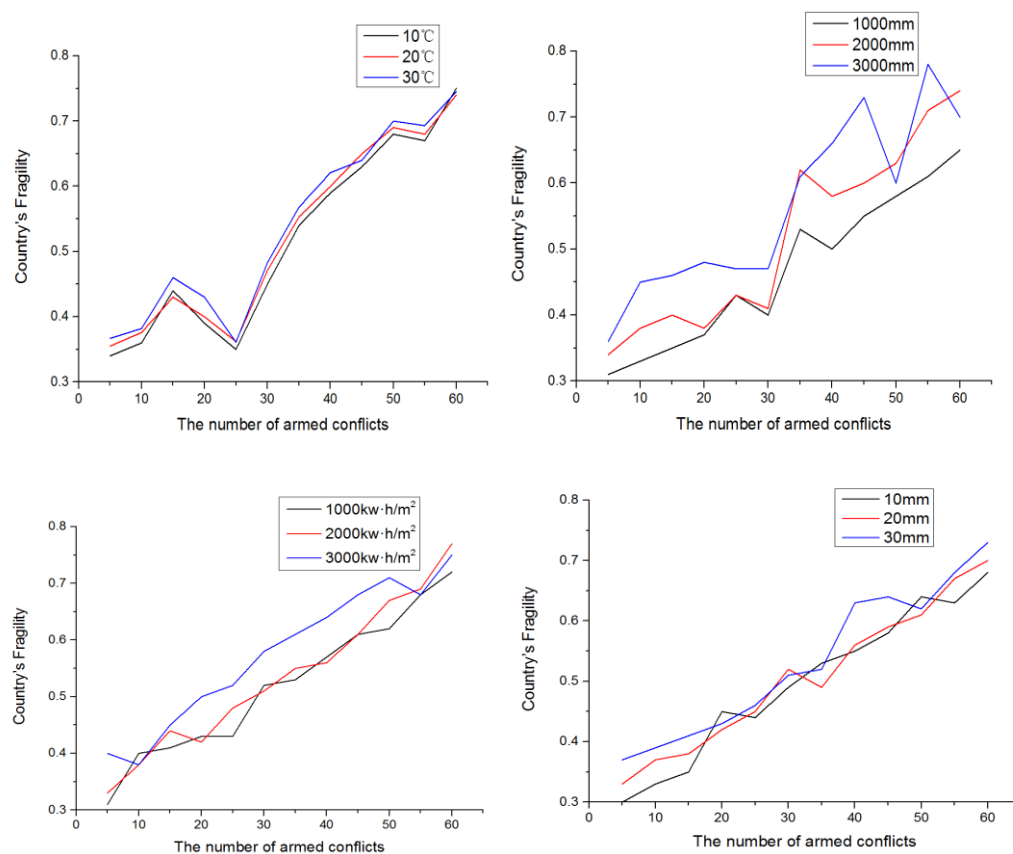 10℃
20℃
30℃
0.8
0.7
0.6
0.5
0.4
0.3
Country's Fragility
0 10 20 30 40 50 60
The number of armed conflicts
1000mm
2000mm
3000mm
0.8
0.7
0.6
0.5
0.4
0.3
Country's Fragility
0 10 20 30 40 50 60
The number of armed conflicts
1000kw·h/m²
2000kw·h/m²
3000kw·h/m²
0.8
0.7
0.6
0.5
0.4
0.3
Country's Fragility
0 10 20 30 40 50 60
The number of armed conflicts
10mm
20mm
30mm
0.8
0.7
0.6
0.5
0.4
0.3
Country's Fragility
0 10 20 30 40 50 60
The number of armed conflicts